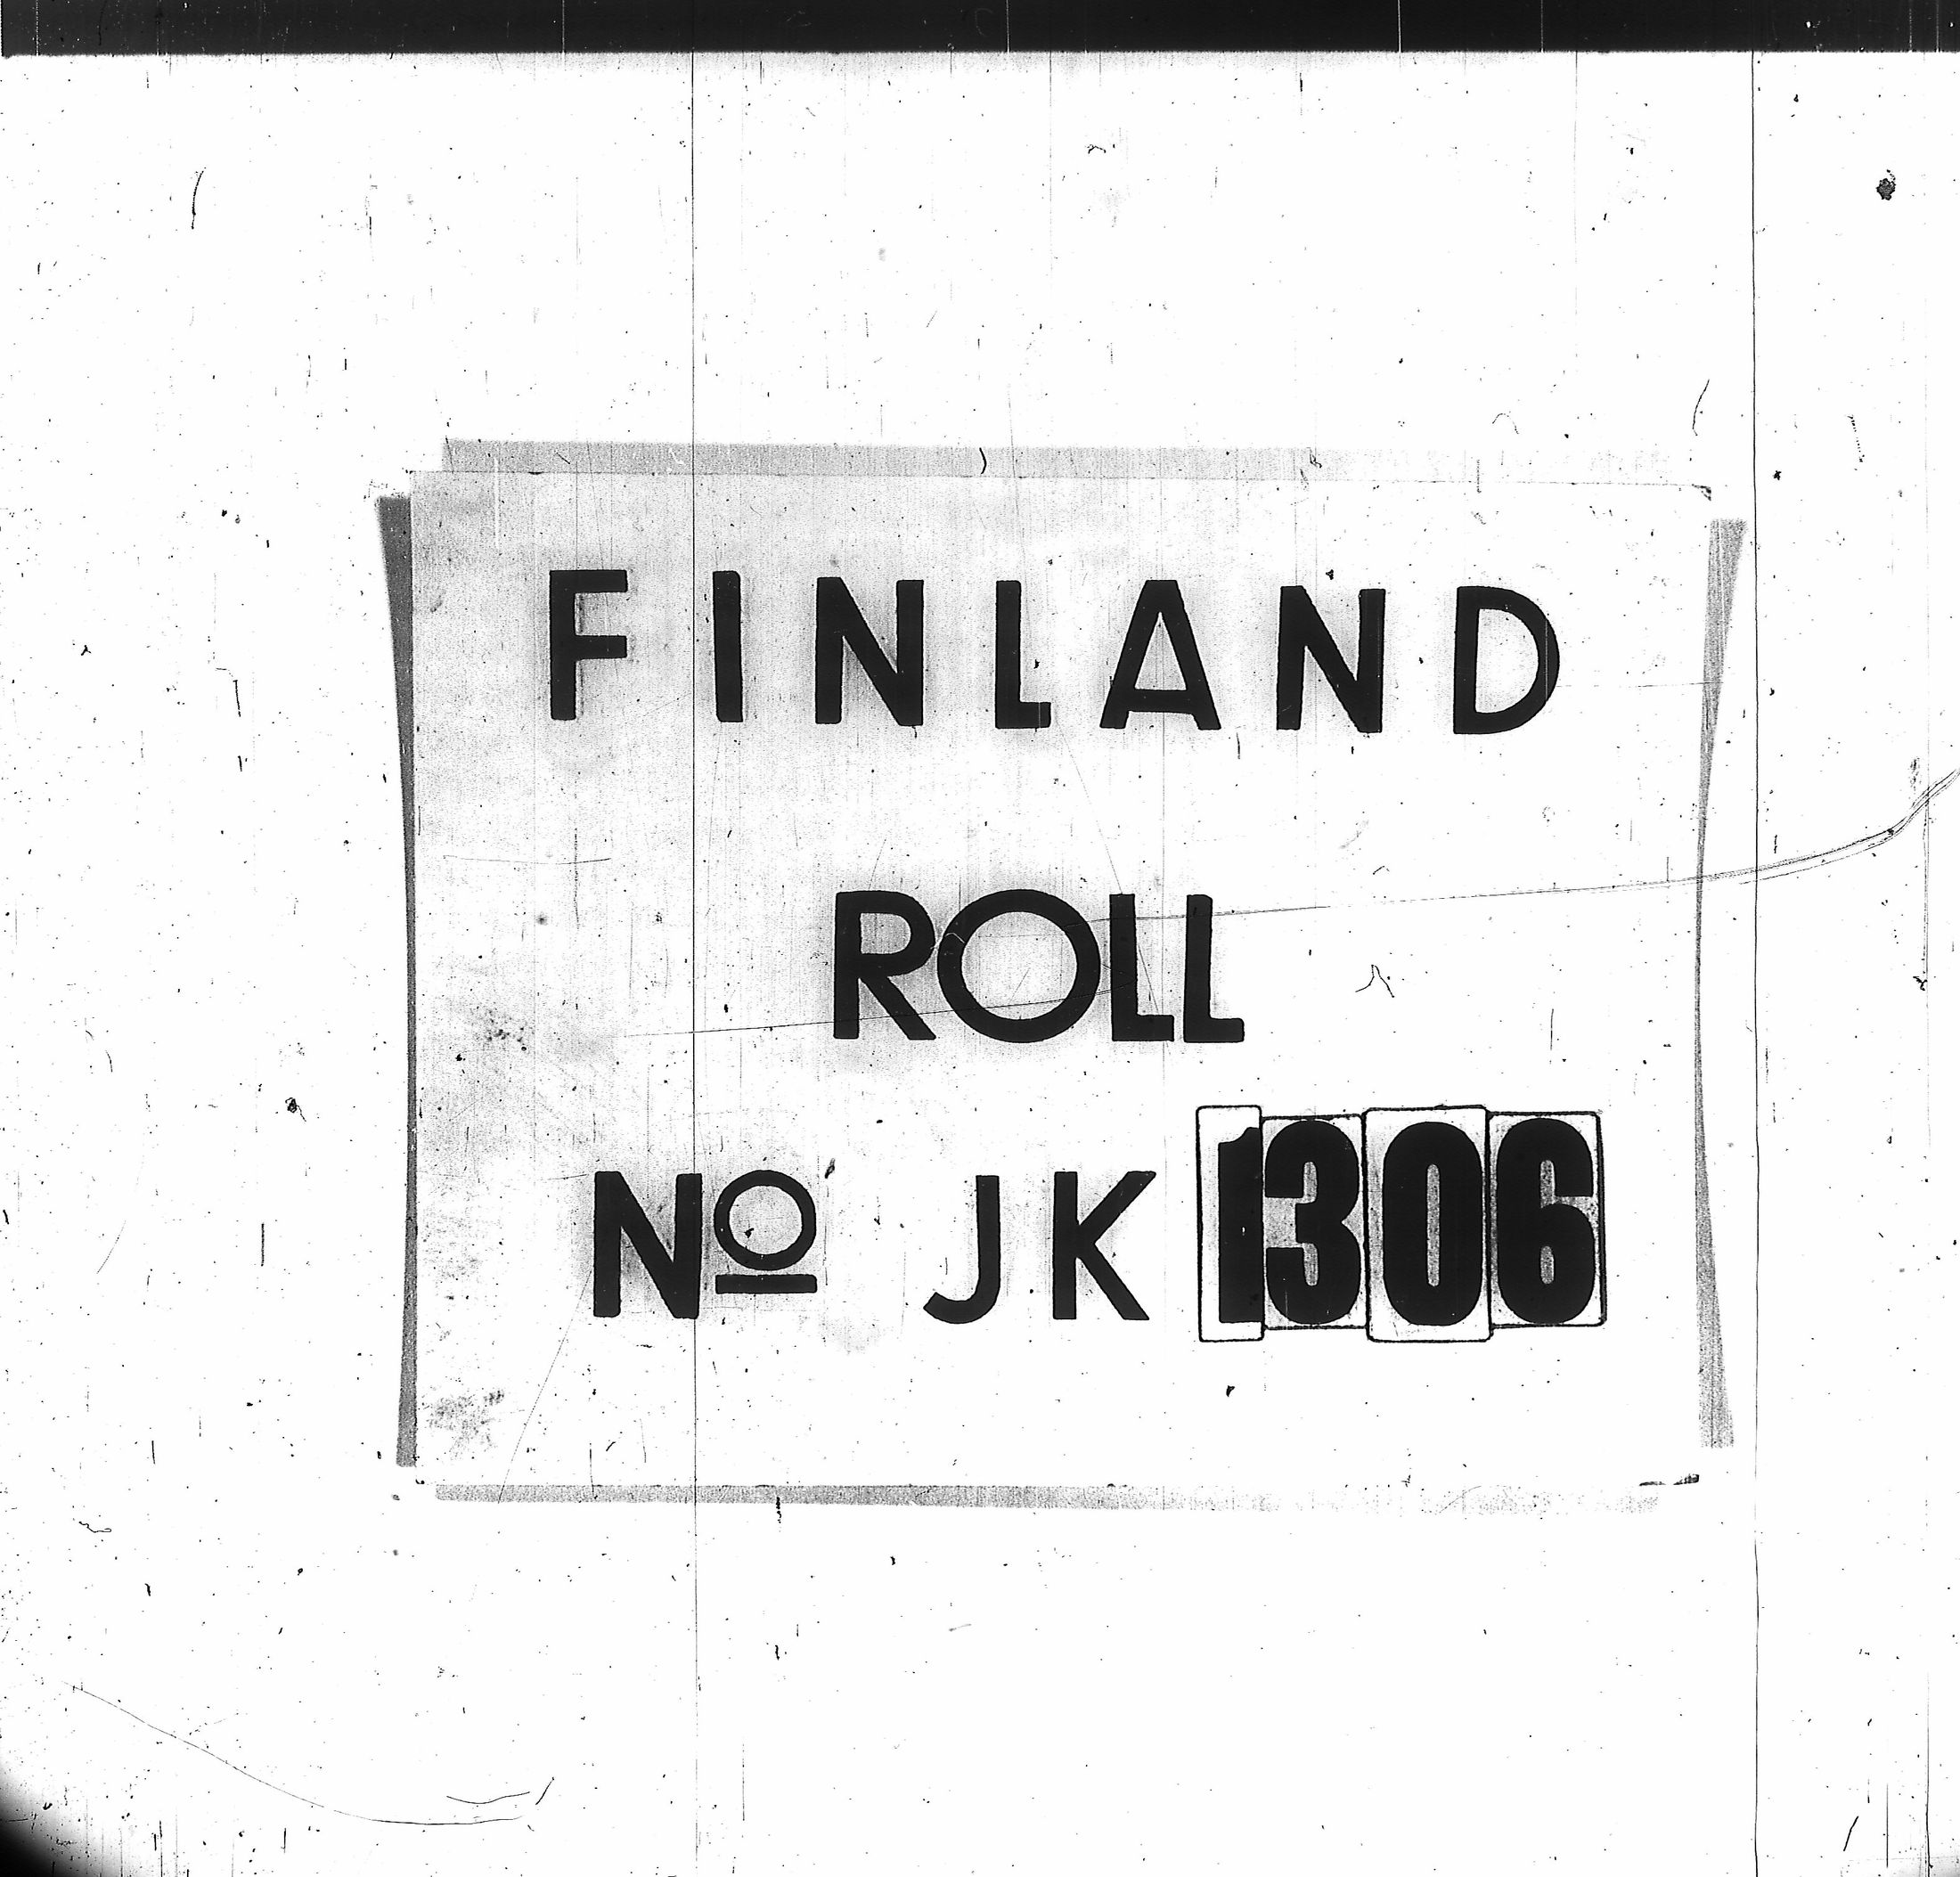 FINLAND
ROLL
Nº JK 1306